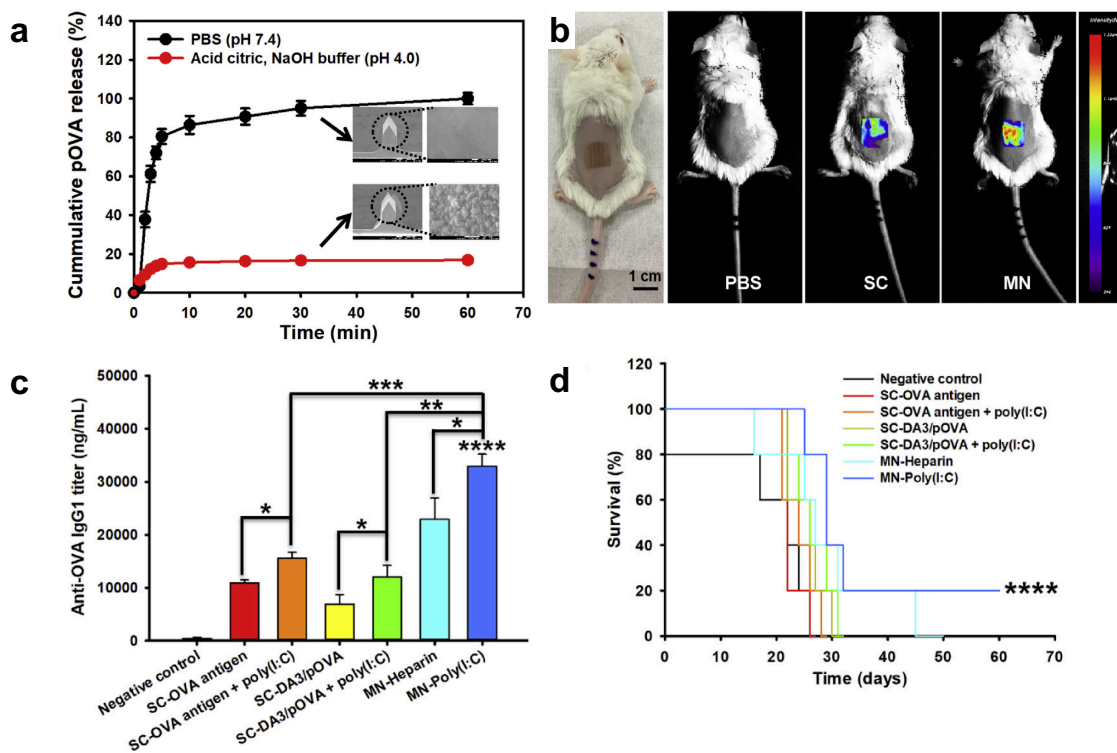 a
Cummulative pOVA release (%)
140
120
100
80
60
40
20
0
PBS (pH 7.4)
Acid citric, NaOH buffer (pH 4.0)
0 10 20 30 40 50 60 70
Time (min)
b
1 cm
PBS
SC
MN
c
Anti-OVA IgG1 titer (ng/mL)
50000
40000
30000
20000
10000
0
***
**
*
****
*
*
Negative control
SC-OVA antigen
SC-OVA antigen + poly(I:C)
SC-DA3/pOVA
SC-DA3/pOVA + poly(I:C)
MN-Heparin
MN-Poly(I:C)
d
Survival (%)
120
100
80
60
40
20
0
Negative control
SC-OVA antigen
SC-OVA antigen + poly(I:C)
SC-DA3/pOVA
SC-DA3/pOVA + poly(I:C)
MN-Heparin
MN-Poly(I:C)
****
0 10 20 30 40 50 60 70
Time (days)